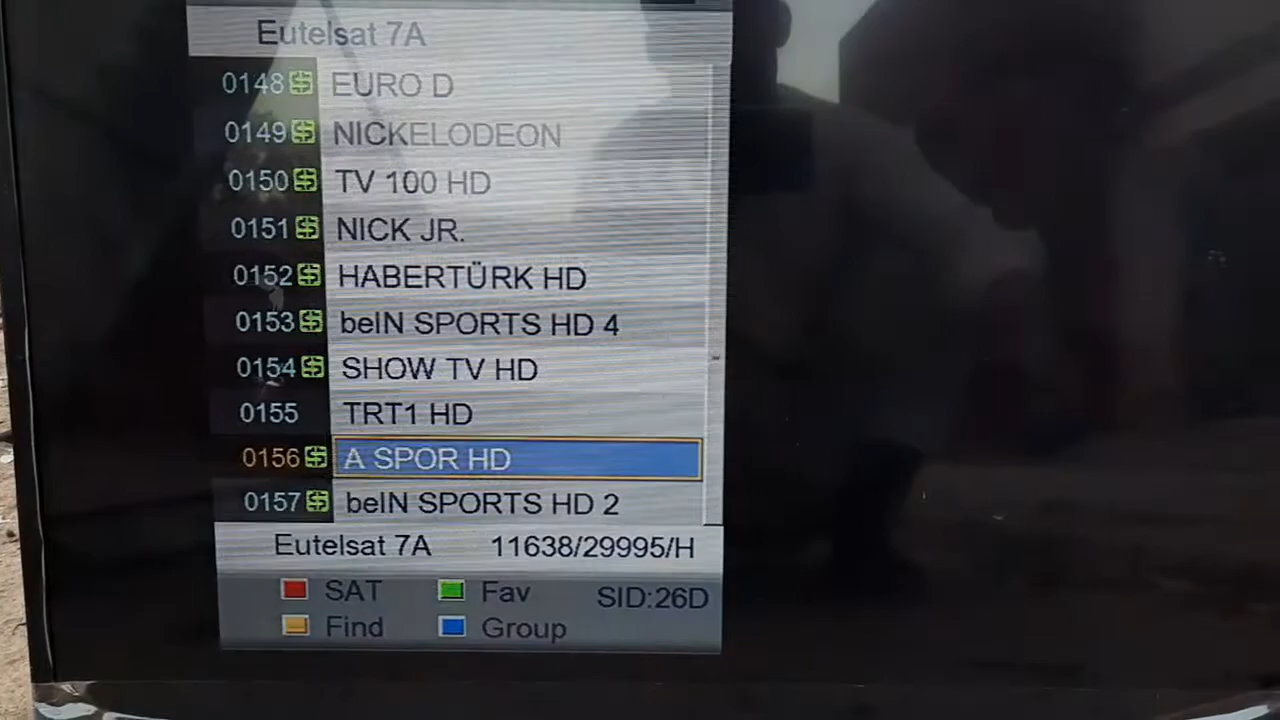 Eutelsat 7A
0148 $ EURO D
0149 $ NICKELODEON
0150 $ TV 100 HD
0151 $ NICK JR.
0152 $ HABERTÜRK HD
0153 $ beIN SPORTS HD 4
0154 $ SHOW TV HD
0155 TRT1 HD
0156 $ A SPOR HD
0157 $ beIN SPORTS HD 2
Eutelsat 7A 11638/29995/H
SAT Fav SID:26D
Find Group